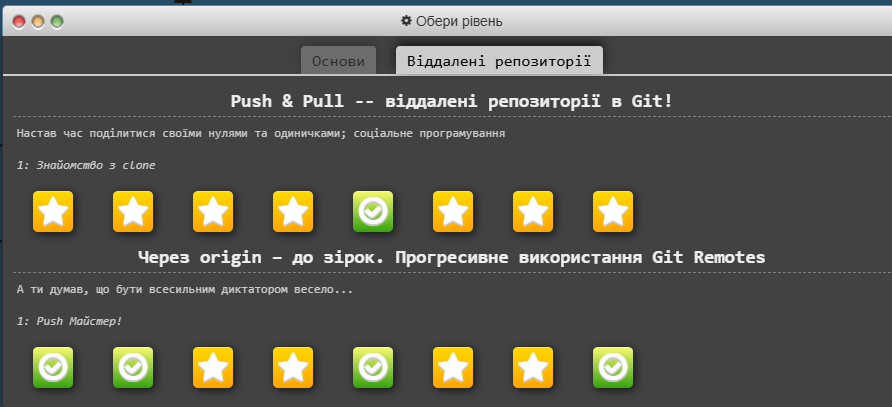 Обери рівень
Основи
Віддалені репозиторії
Push & Pull -- віддалені репозиторії в Git!
Настав час поділитися своїми нулями та одиничками; соціальне програмування
1: Знайомство з clone
Через origin – до зірок. Прогресивне використання Git Remotes
А ти думав, що бути всесильним диктатором весело...
1: Push Майстер!